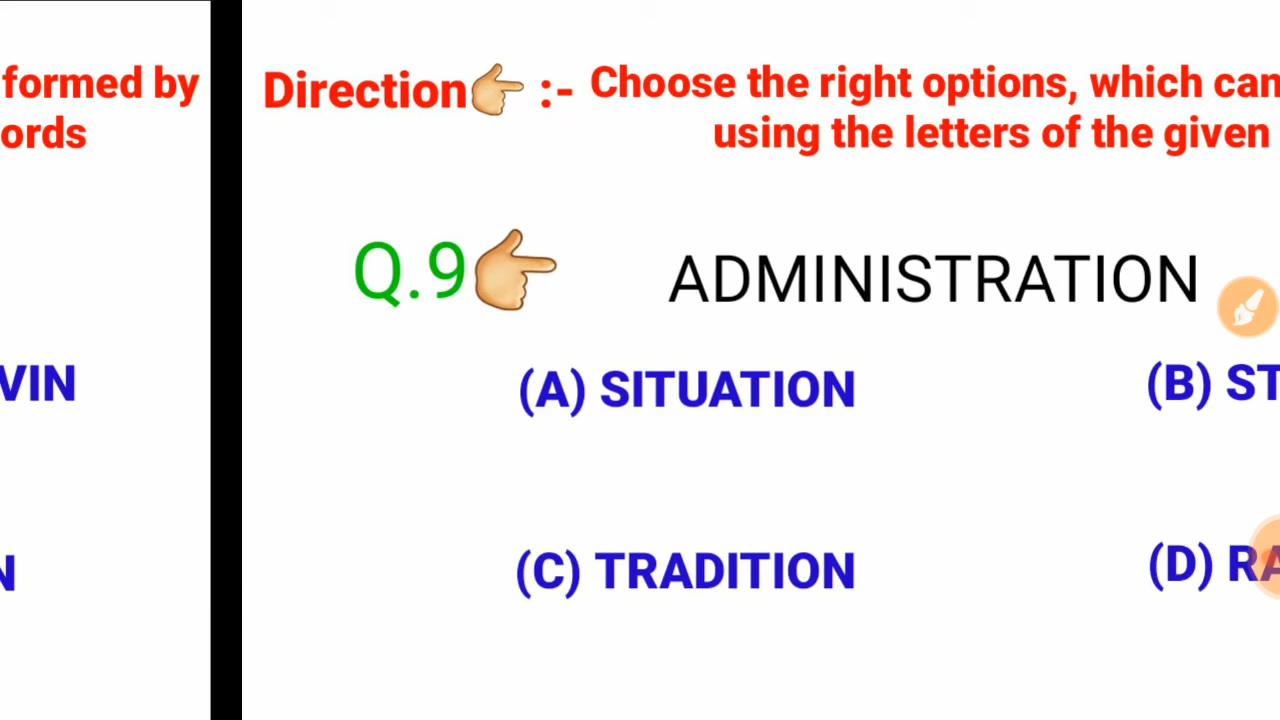 formed by
ords
VIN
N
Direction :- Choose the right options, which can
using the letters of the given
Q.9 ADMINISTRATION
(A) SITUATION (B) ST
(C) TRADITION (D) RA